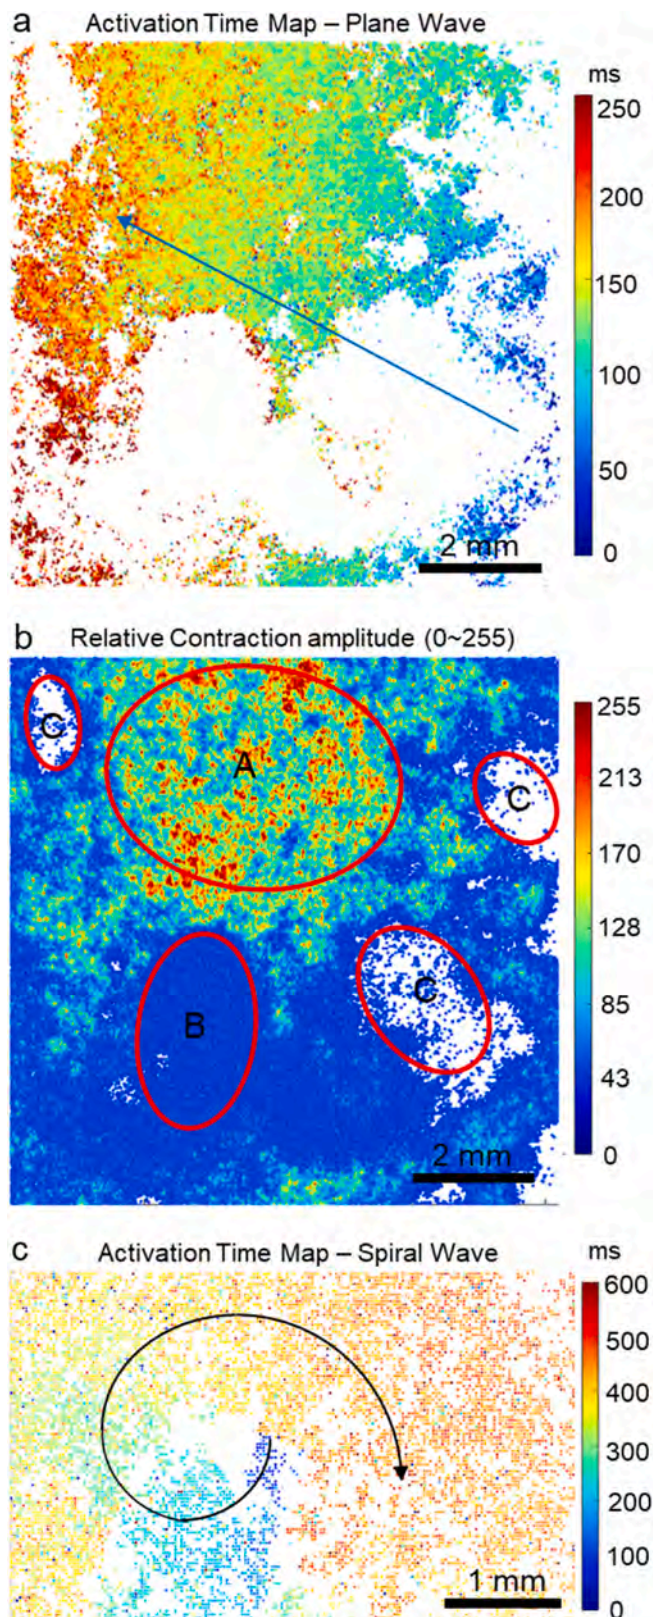 a Activation Time Map – Plane Wave
ms
250
200
150
100
50
0
2 mm
b Relative Contraction amplitude (0~255)
C
A
C
C
B
255
213
170
128
85
43
0
2 mm
c Activation Time Map – Spiral Wave
ms
600
500
400
300
200
100
0
1 mm